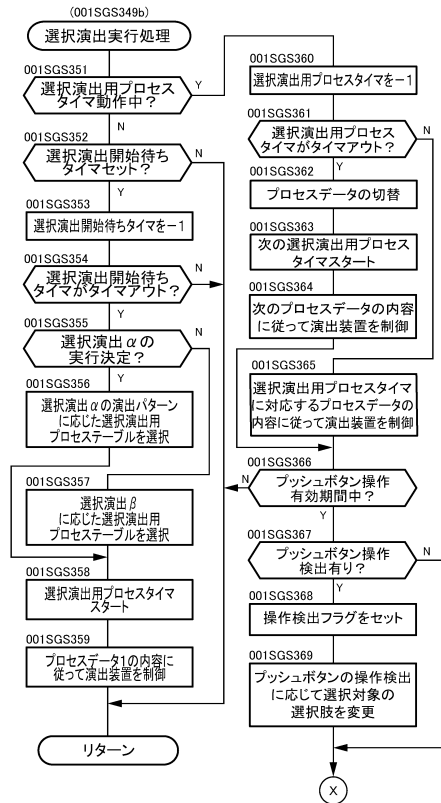 (001SGS349b)
選択演出実行処理
001SGS351
選択演出用プロセス
タイマ動作中？
Y
N
001SGS352
選択演出開始待ち
タイマセット？
N
Y
001SGS353
選択演出開始待ちタイマを－1
001SGS354
選択演出開始待ち
タイマがタイマアウト？
N
Y
001SGS355
選択演出αの
実行決定？
N
Y
001SGS356
選択演出αの演出パターン
に応じた選択演出用
プロセステーブルを選択
001SGS357
選択演出β
に応じた選択演出用
プロセステーブルを選択
001SGS358
選択演出用プロセスタイマ
スタート
001SGS359
プロセスデータ1の内容に
従って演出装置を制御
リターン
001SGS360
選択演出用プロセスタイマを－1
001SGS361
選択演出用プロセス
タイマがタイムアウト？
N
Y
001SGS362
プロセスデータの切替
001SGS363
次の選択演出用プロセス
タイマスタート
001SGS364
次のプロセスデータの内容
に従って演出装置を制御
001SGS365
選択演出用プロセスタイマ
に対応するプロセスデータの
内容に従って演出装置を制御
001SGS366
プッシュボタン操作
有効期間中？
N
Y
001SGS367
プッシュボタン操作
検出有り？
N
Y
001SGS368
操作検出フラグをセット
001SGS369
プッシュボタンの操作検出
に応じて選択対象の
選択肢を変更
X